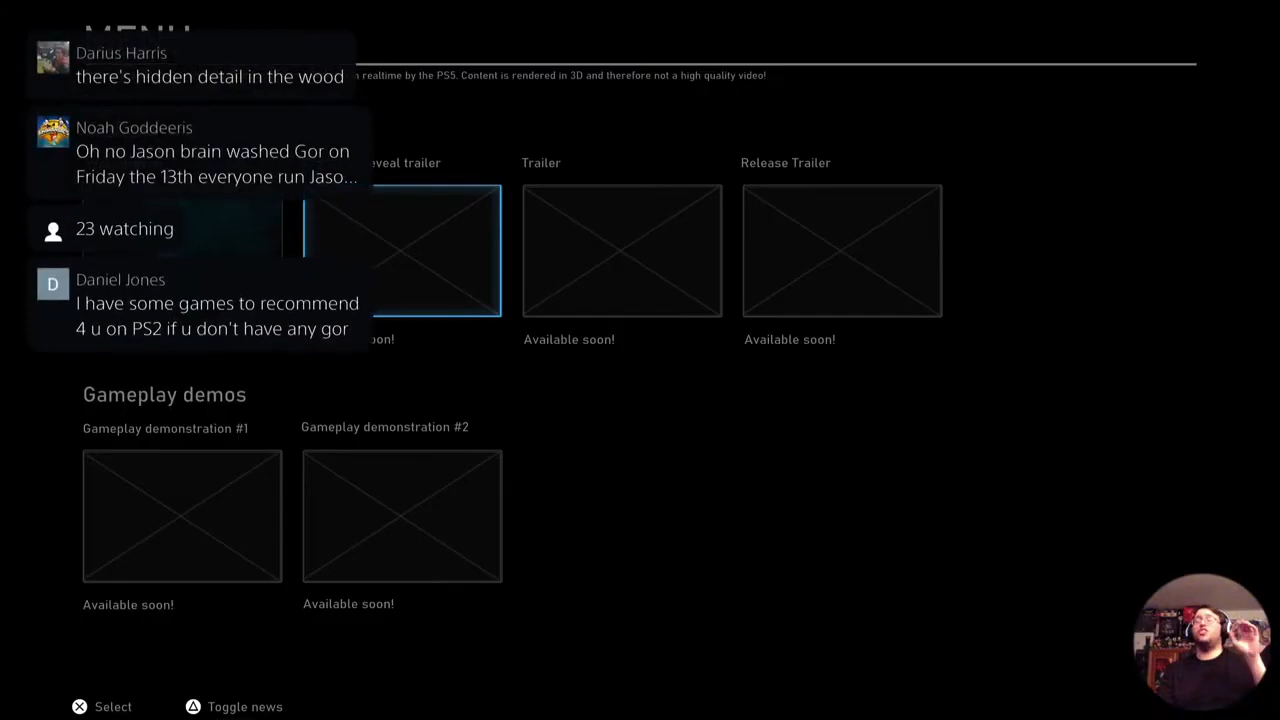 Darius Harris
there's hidden detail in the wood
n realtime by the PS5. Content is rendered in 3D and therefore not a high quality video!
Noah Goddeeris
Oh no Jason brain washed Gor on
Friday the 13th everyone run Jaso...
eveal trailer
Trailer
Release Trailer
23 watching
D
Daniel Jones
I have some games to recommend
4 u on PS2 if u don't have any gor
oon!
Available soon!
Available soon!
Gameplay demos
Gameplay demonstration #1
Gameplay demonstration #2
Available soon!
Available soon!
Select
Toggle news